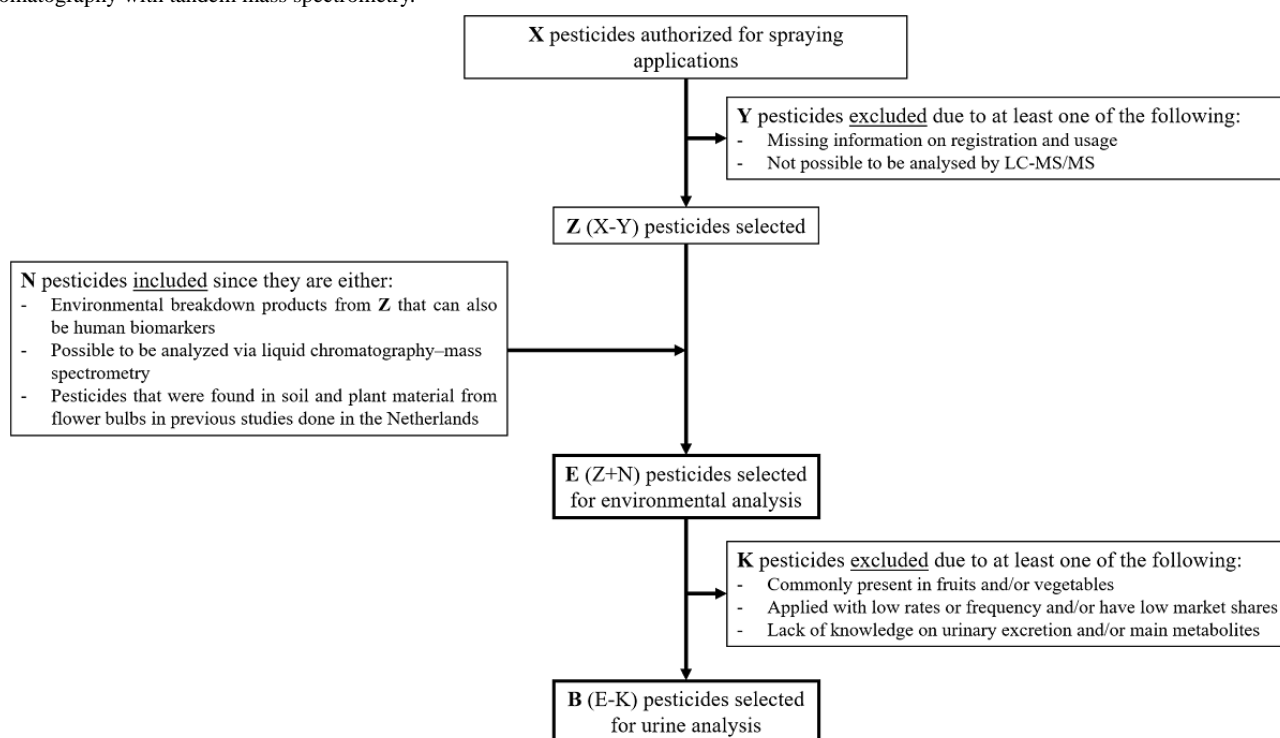 omatography with tandem mass spectrometry.
X pesticides authorized for spraying
applications
Y pesticides excluded due to at least one of the following:
- Missing information on registration and usage
- Not possible to be analysed by LC-MS/MS
Z (X-Y) pesticides selected
N pesticides included since they are either:
- Environmental breakdown products from Z that can also
be human biomarkers
- Possible to be analyzed via liquid chromatography–mass
spectrometry
- Pesticides that were found in soil and plant material from
flower bulbs in previous studies done in the Netherlands
E (Z+N) pesticides selected
for environmental analysis
K pesticides excluded due to at least one of the following:
- Commonly present in fruits and/or vegetables
- Applied with low rates or frequency and/or have low market shares
- Lack of knowledge on urinary excretion and/or main metabolites
B (E-K) pesticides selected
for urine analysis